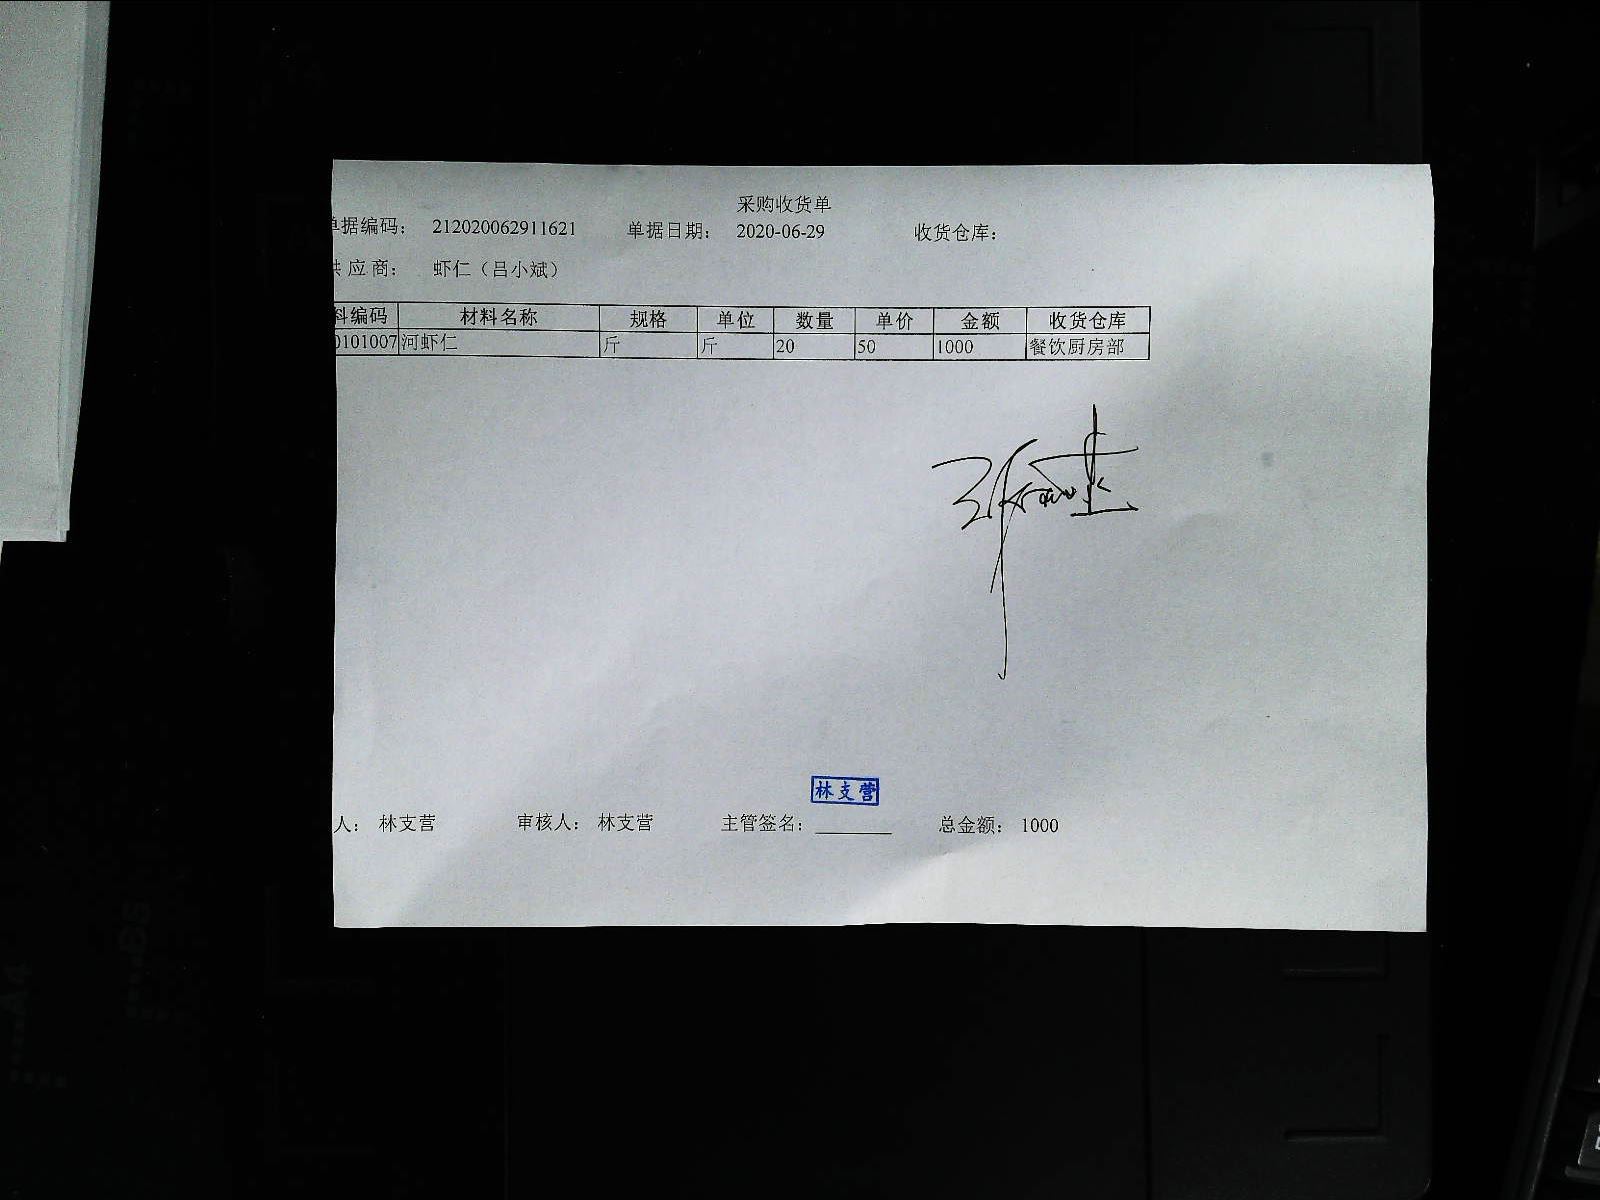 采购收货单
单据编码： 212020062911621 单据日期： 2020-06-29 收货仓库：
供应商： 虾仁（吕小斌）
料编码 材料名称 规格 单位 数量 单价 金额 收货仓库
0101007 河虾仁 斤 斤 20 50 1000 餐饮厨房部
林支营
人： 林支营 审核人： 林支营 主管签名： 总金额： 1000